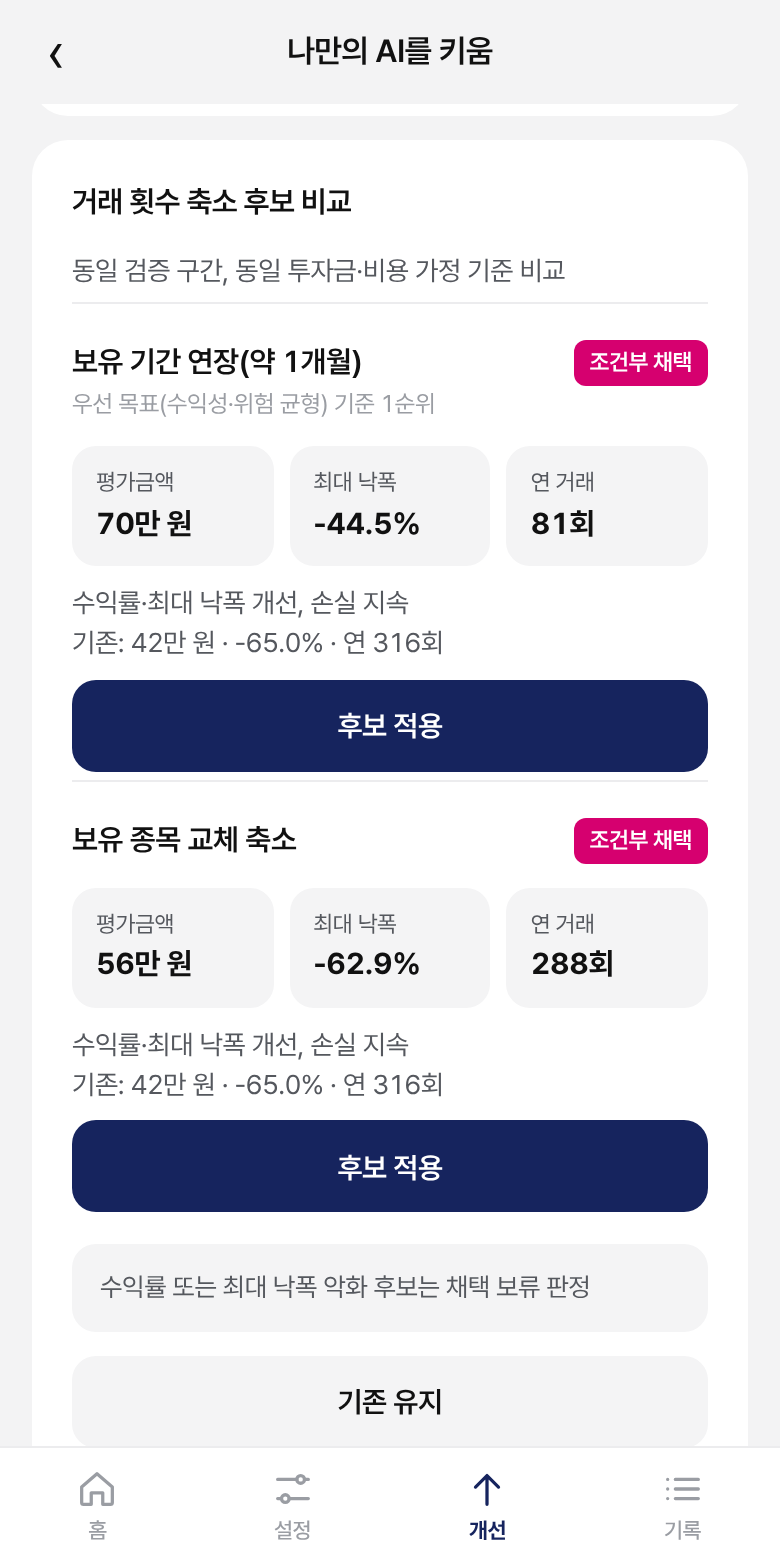 나만의 AI를 키움
거래 횟수 축소 후보 비교
동일 검증 구간, 동일 투자금·비용 가정 기준 비교
보유 기간 연장(약 1개월)
조건부 채택
우선 목표(수익성·위험 균형) 기준 1순위
평가금액
최대 낙폭
연 거래
70만 원
-44.5%
81회
수익률·최대 낙폭 개선, 손실 지속
기존: 42만 원 · -65.0% · 연 316회
후보 적용
보유 종목 교체 축소
조건부 채택
평가금액
최대 낙폭
연 거래
56만 원
-62.9%
288회
수익률·최대 낙폭 개선, 손실 지속
기존: 42만 원 · -65.0% · 연 316회
후보 적용
수익률 또는 최대 낙폭 악화 후보는 채택 보류 판정
기존 유지
홈
설정
개선
기록